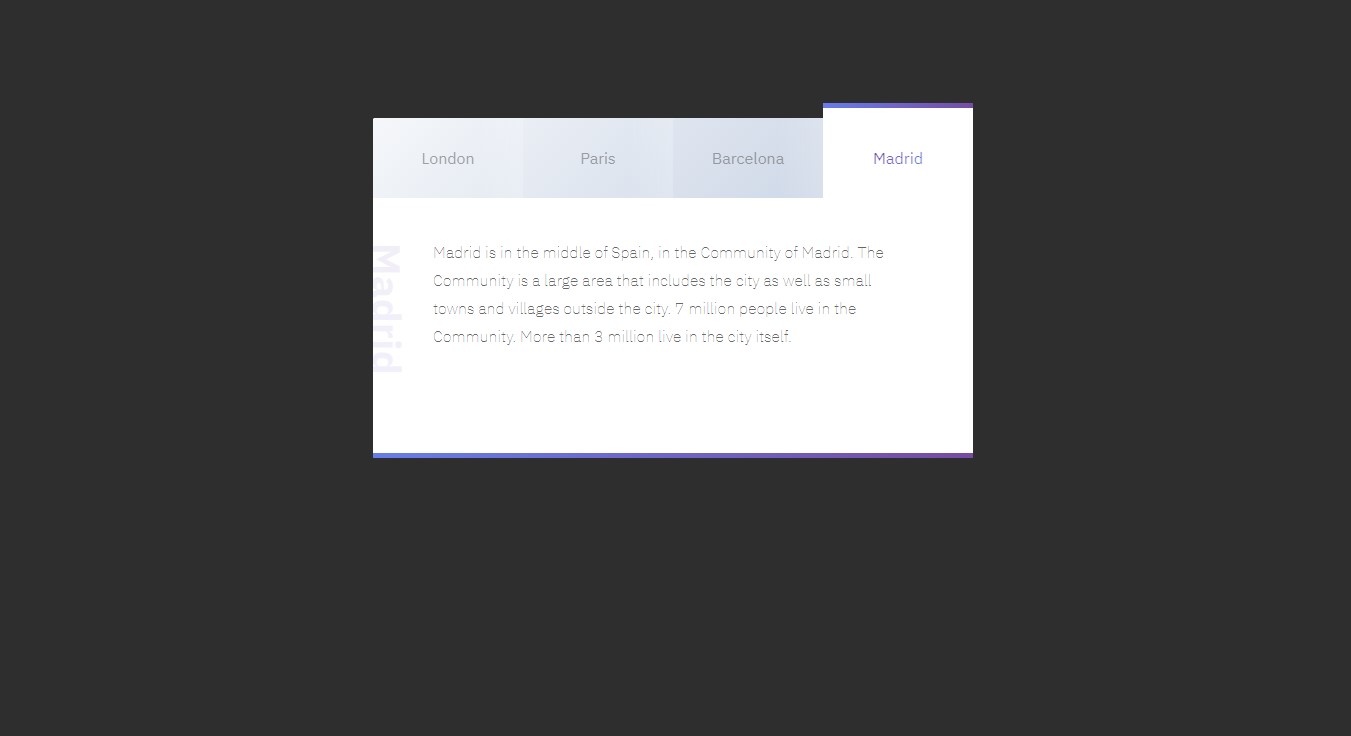 London
Paris
Barcelona
Madrid
Madrid
Madrid is in the middle of Spain, in the Community of Madrid. The
Community is a large area that includes the city as well as small
towns and villages outside the city. 7 million people live in the
Community. More than 3 million live in the city itself.